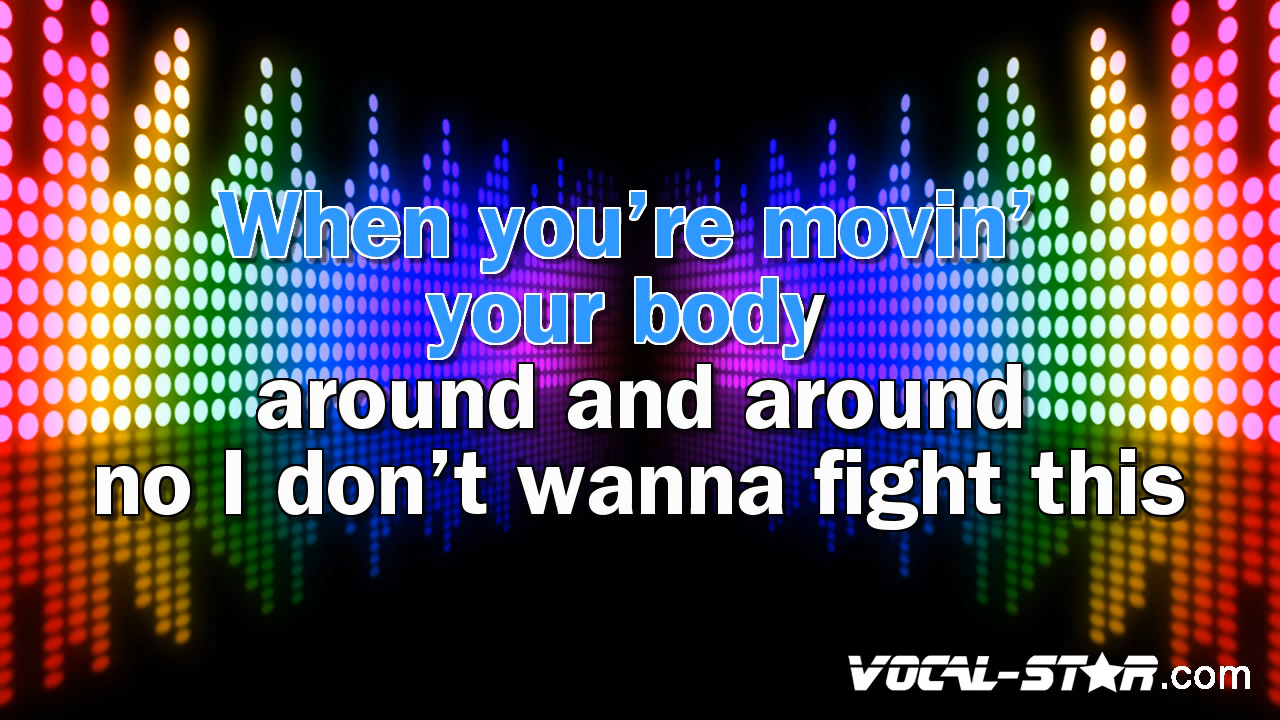 When you’re movin’
your body
around and around
no I don’t wanna fight this
VOCAL-STAR.com